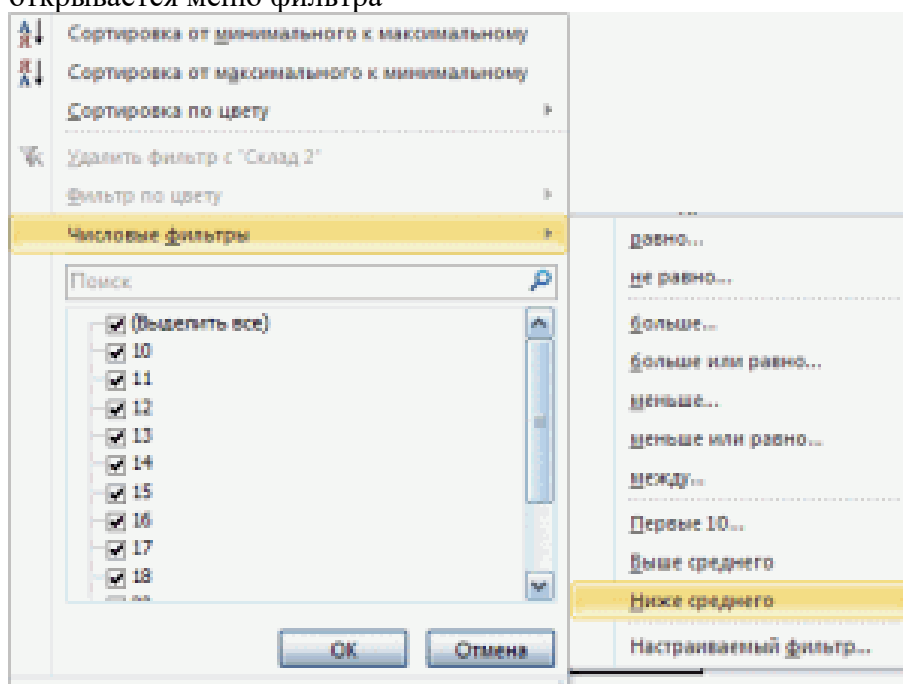 открывается меню фильтра
Сортировка от минимального к максимальному
Сортировка от максимального к минимальному
Сортировка по цвету
Удалить фильтр с "Склад 2"
Фильтр по цвету
Числовые фильтры
Поиск
(Выделить все)
10
11
12
13
14
15
16
17
18
ОК
Отмена
равно...
не равно...
больше...
больше или равно...
меньше...
меньше или равно...
между...
Первые 10...
Выше среднего
Ниже среднего
Настраиваемый фильтр...